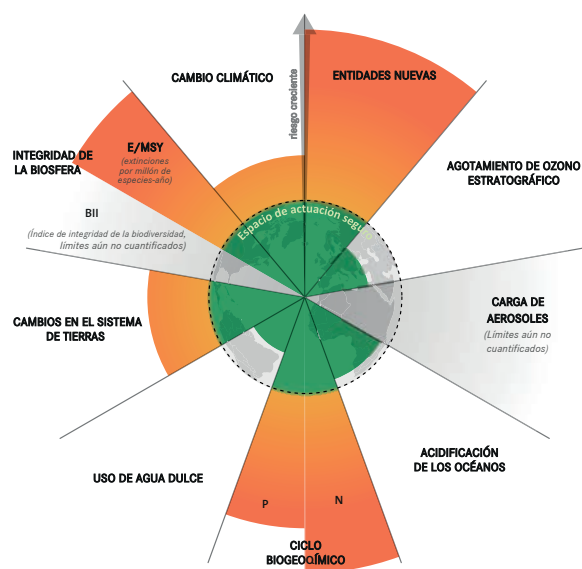 CAMBIO CLIMÁTICO
ENTIDADES NUEVAS
riesgo creciente
INTEGRIDAD DE
LA BIOSFERA
E/MSY
(extinciones
por millón de
especies-año)
AGOTAMIENTO DE OZONO
ESTRATOGRÁFICO
BII
(Índice de integridad de la biodiversidad,
límites aún no cuantificados)
Espacio de actuación seguro
CARGA DE
AEROSOLES
(Límites aún no
cuantificados)
CAMBIOS EN EL SISTEMA
DE TIERRAS
ACIDIFICACIÓN
DE LOS OCÉANOS
USO DE AGUA DULCE
P
N
CICLO
BIOGEOQÍMICO